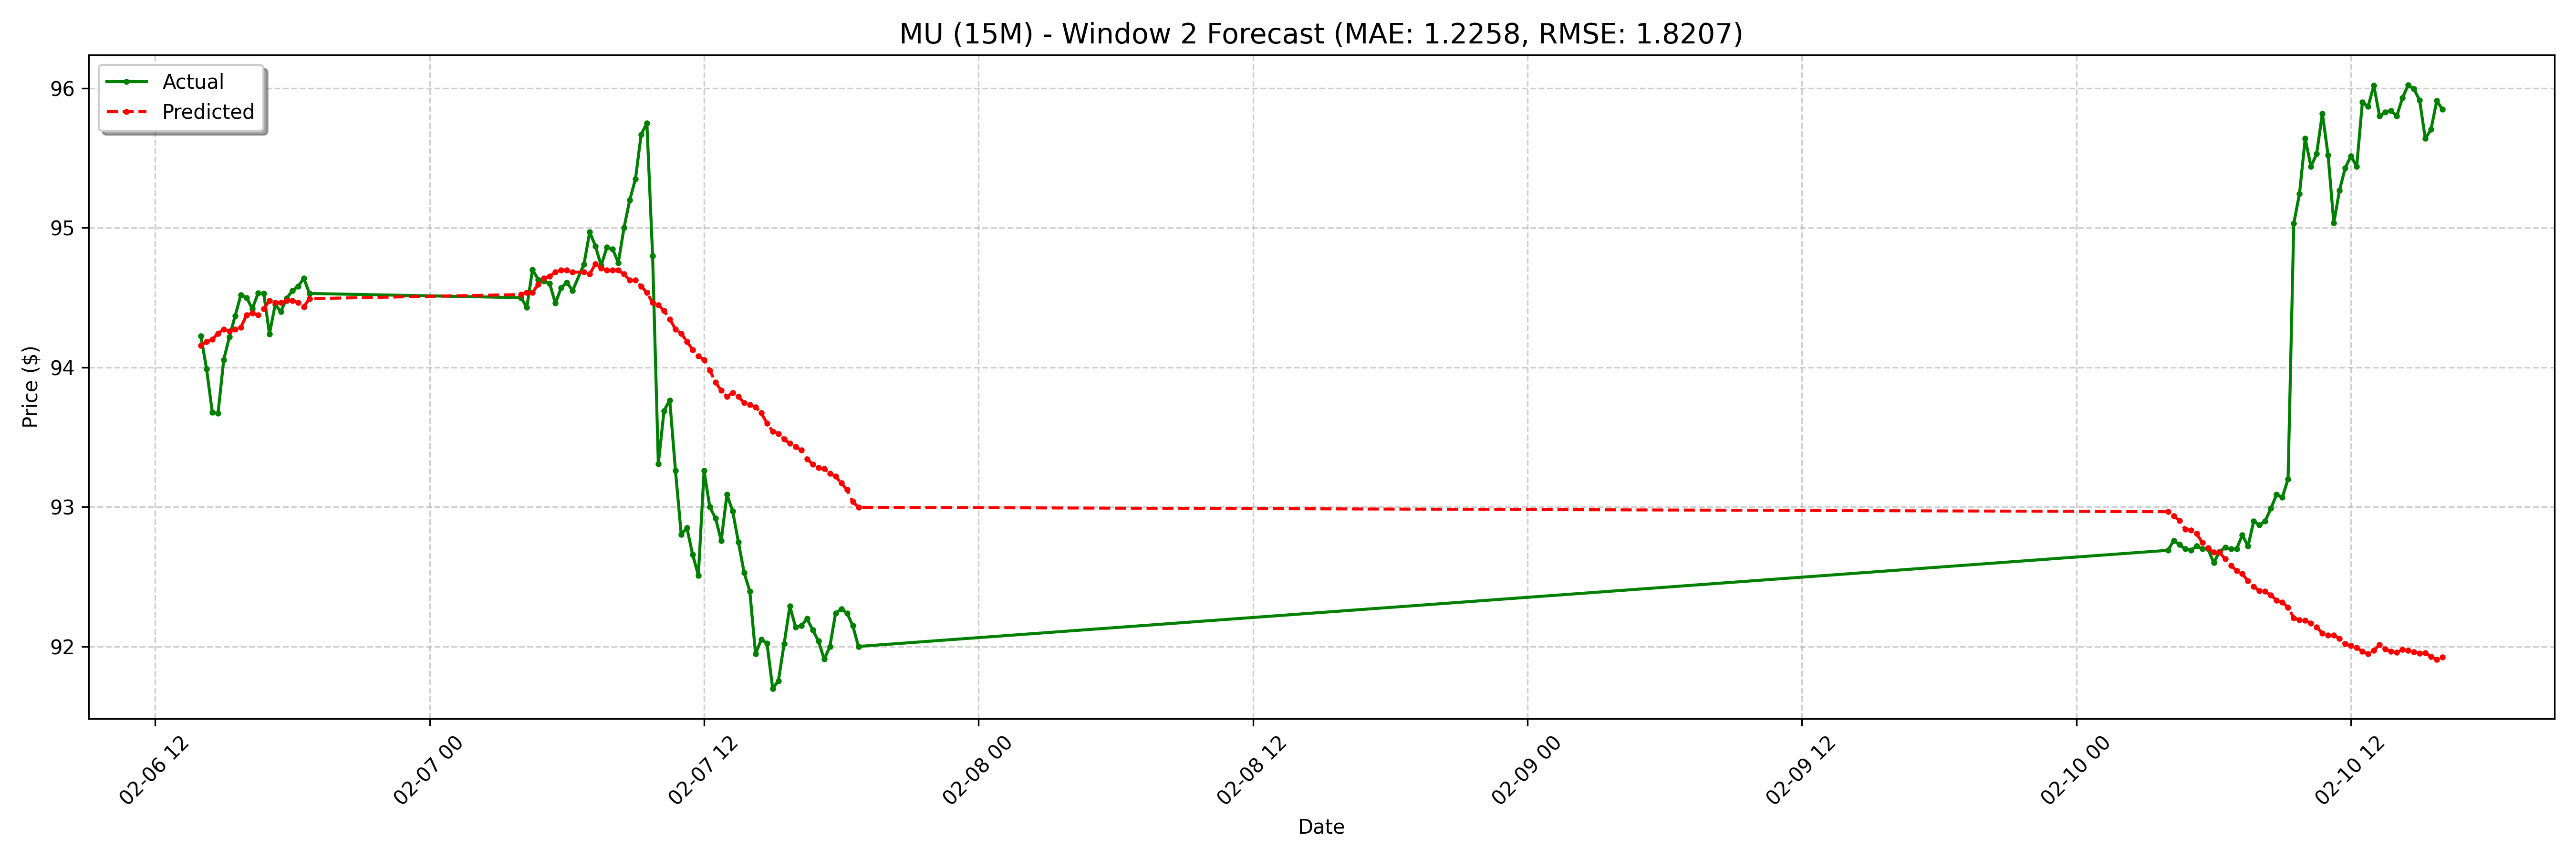 MU (15M) - Window 2 Forecast (MAE: 1.2258, RMSE: 1.8207)
Actual
Predicted
Price ($)
96
95
94
93
92
02-06 12
02-07 00
02-07 12
02-08 00
02-08 12
02-09 00
02-09 12
02-10 00
02-10 12
Date